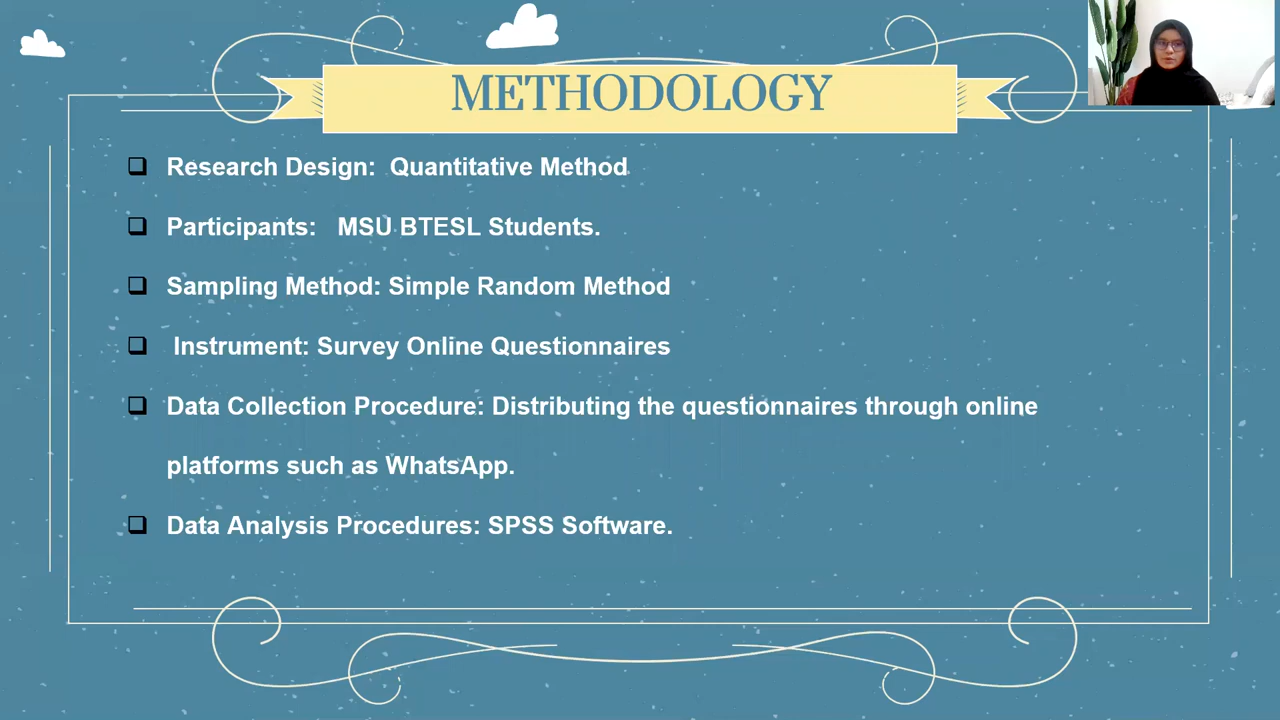 METHODOLOGY
Research Design: Quantitative Method
Participants: MSU BTESL Students.
Sampling Method: Simple Random Method
Instrument: Survey Online Questionnaires
Data Collection Procedure: Distributing the questionnaires through online
platforms such as WhatsApp.
Data Analysis Procedures: SPSS Software.